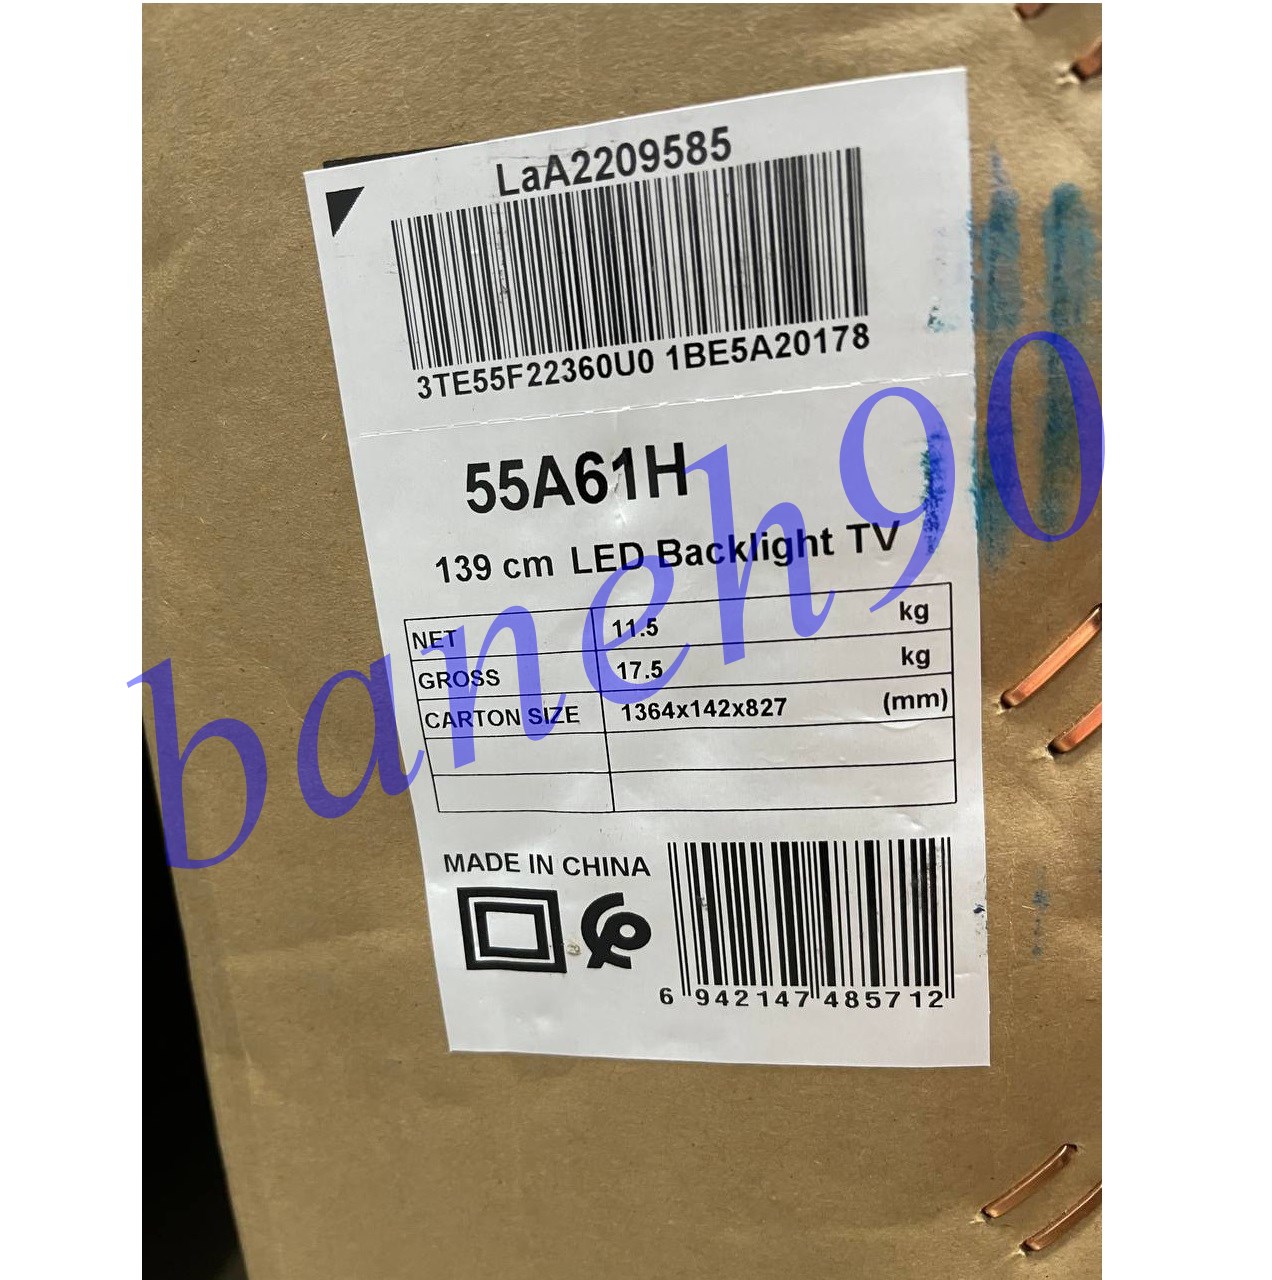 LaA2209585
3TE55F22360U0 1BE5A20178
55A61H
139 cm LED Backlight TV
NET 11.5 kg
GROSS 17.5 kg
CARTON SIZE 1364x142x827 (mm)
MADE IN CHINA
6 942147 485712
baneh90